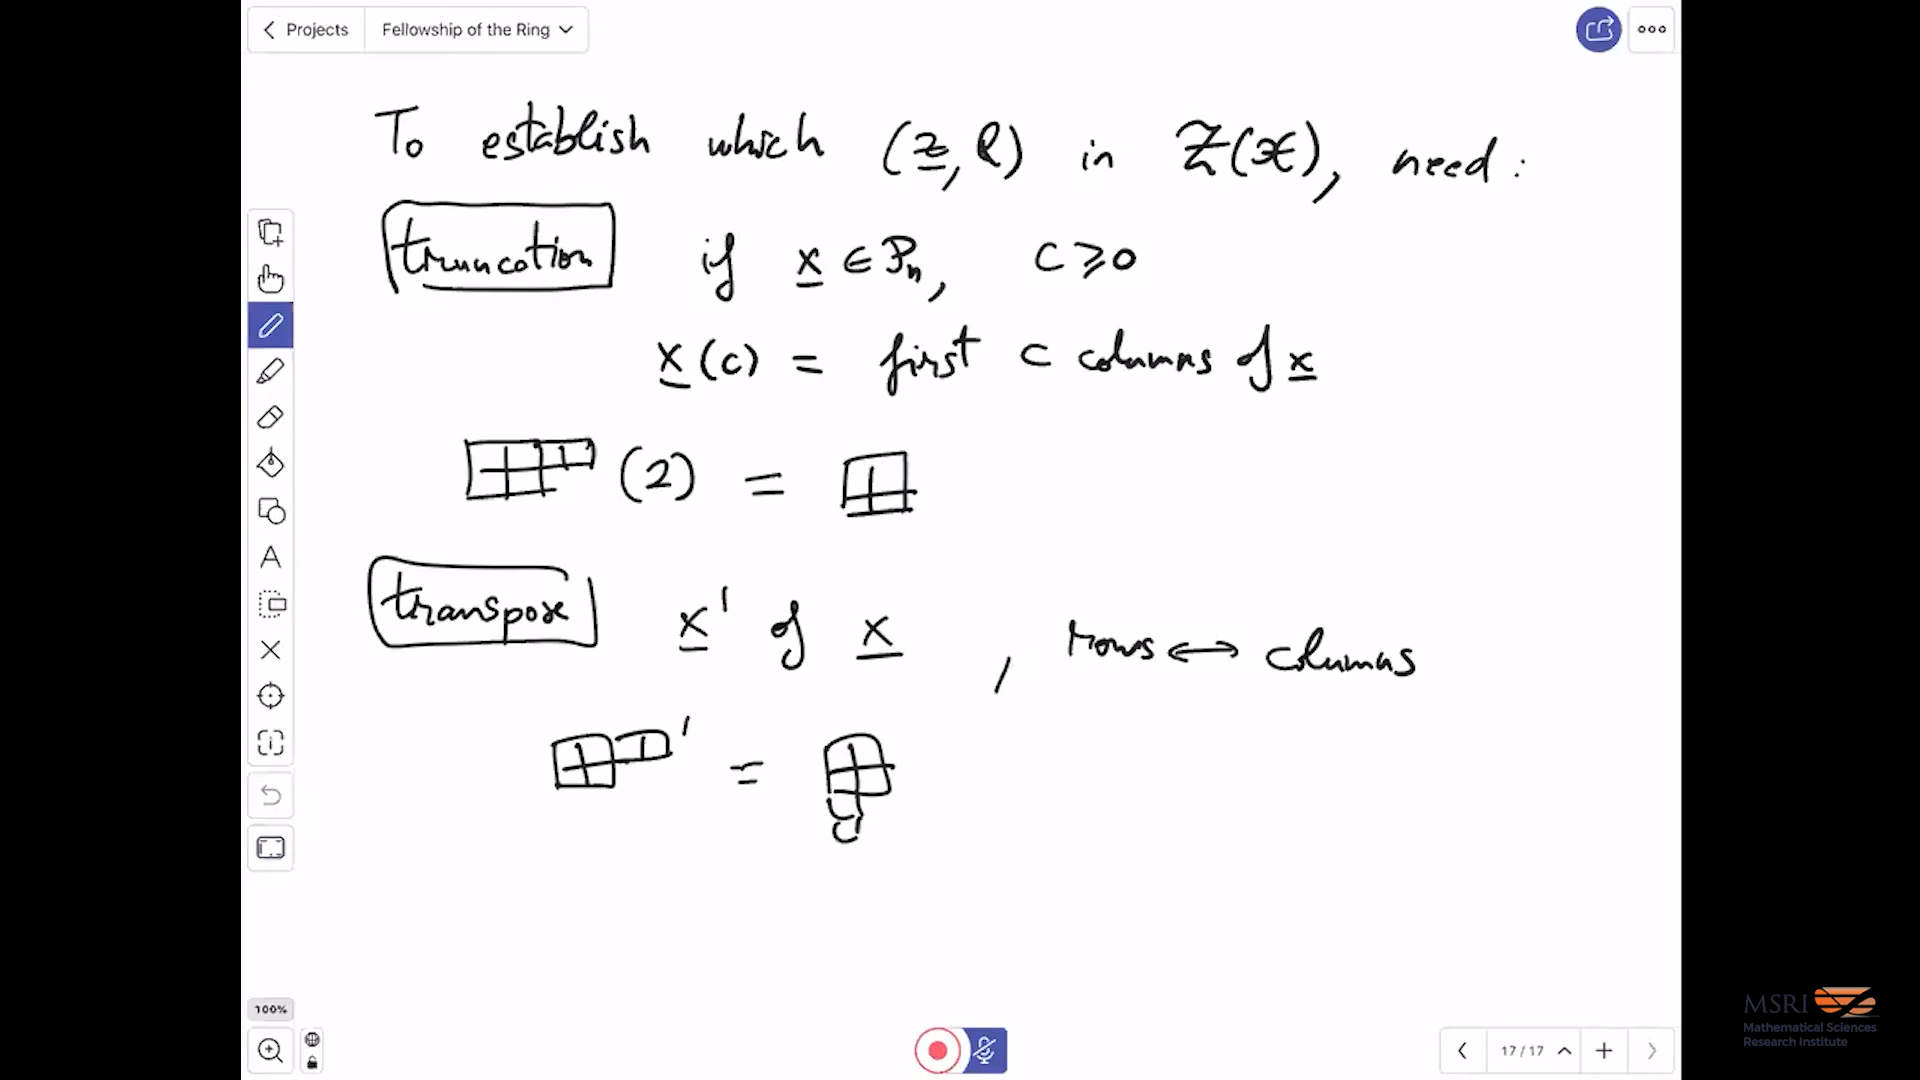 Projects
Fellowship of the Ring
To establish which (z, l) in Z(X), need:
truncation if x ∈ Pn, c ⩾ 0
x(c) = first c columns of x
(2) =
transpose x' of x , rows ↔ columns
' =
A
100%
17/17
MSRI
Mathematical Sciences
Research Institute